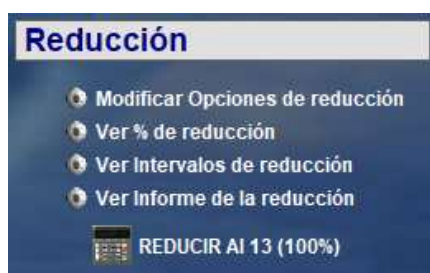 Reducción
Modificar Opciones de reducción
Ver % de reducción
Ver Intervalos de reducción
Ver Informe de la reducción
REDUCIR Al 13 (100%)